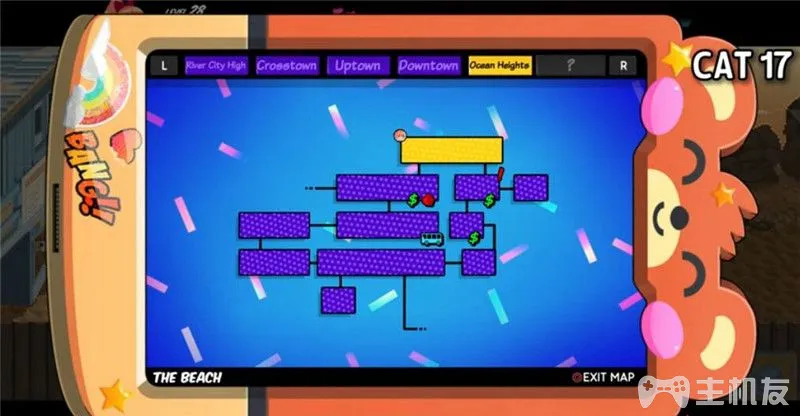 LEVEL 28
L River City High Crosstown Uptown Downtown Ocean Heights ? R
CAT 17
BANG!!
THE BEACH
EXIT MAP
主机友